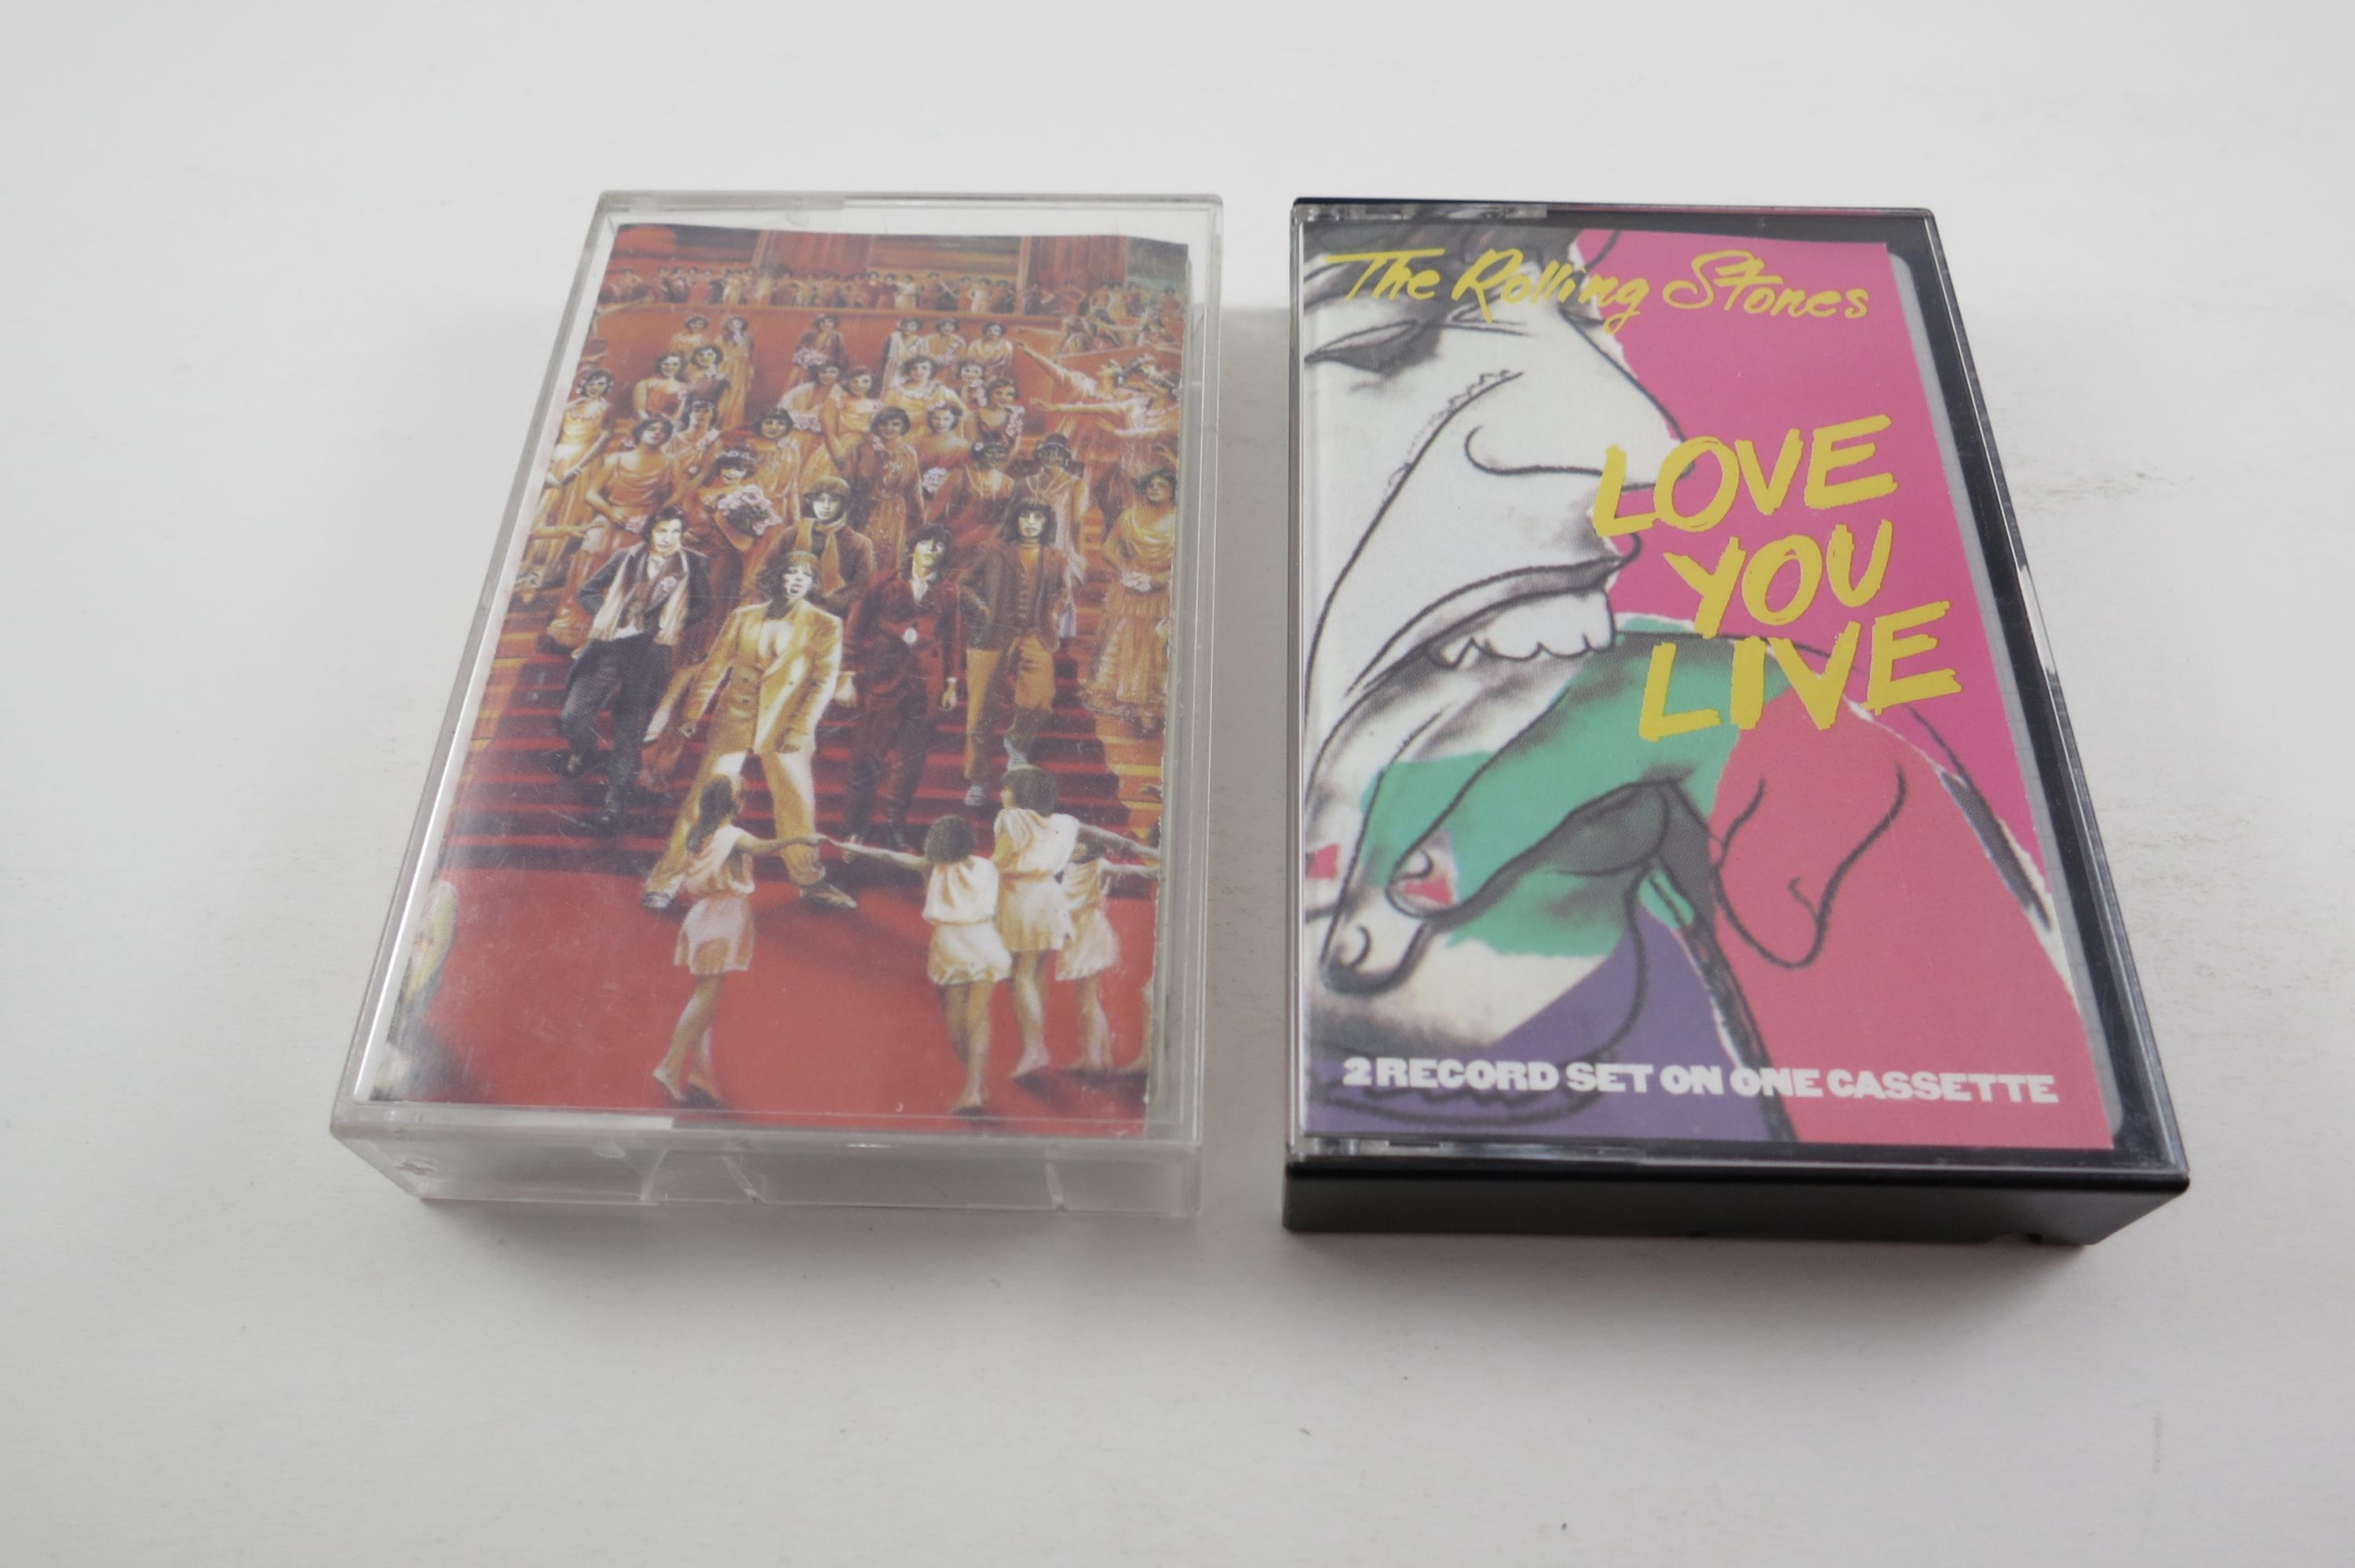 The Rolling Stones
LOVE
YOU
LIVE
2 RECORD SET ON ONE CASSETTE